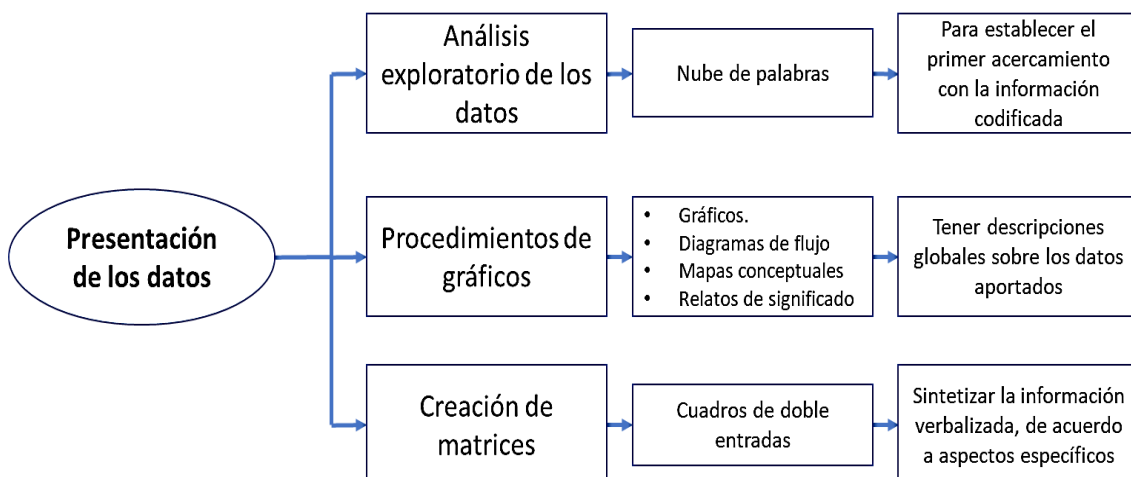 Presentación
de los datos
Análisis
exploratorio de los
datos
Nube de palabras
Para establecer el
primer acercamiento
con la información
codificada
Procedimientos de
gráficos
• Gráficos.
• Diagramas de flujo
• Mapas conceptuales
• Relatos de significado
Tener descripciones
globales sobre los datos
aportados
Creación de
matrices
Cuadros de doble
entradas
Sintetizar la información
verbalizada, de acuerdo
a aspectos específicos